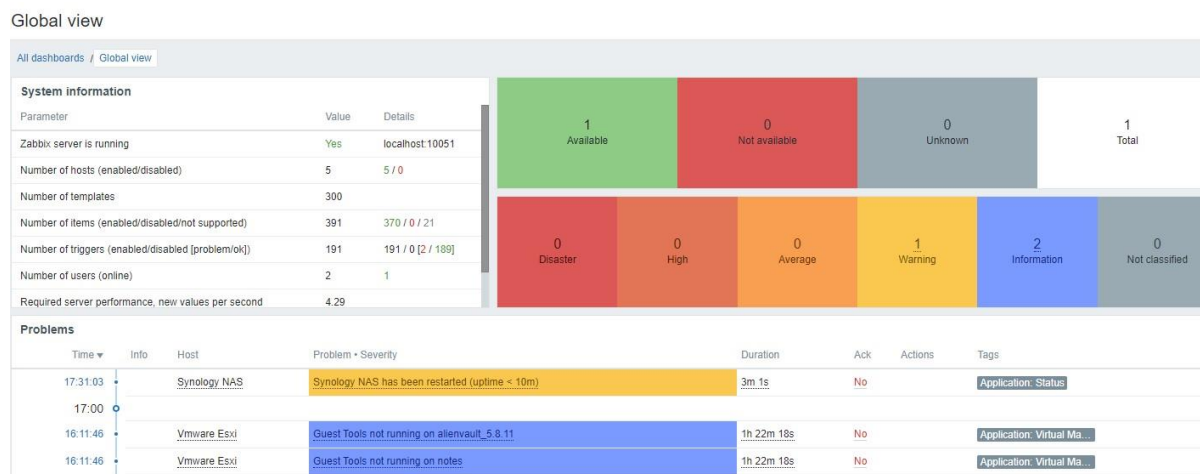 Global view
All dashboards / Global view
System information
Parameter Value Details
Zabbix server is running Yes localhost:10051
Number of hosts (enabled/disabled) 5 5 / 0
Number of templates 300
Number of items (enabled/disabled/not supported) 391 370 / 0 / 21
Number of triggers (enabled/disabled [problem/ok]) 191 191 / 0 [2 / 189]
Number of users (online) 2 1
Required server performance, new values per second 4.29
1 0 0 1
Available Not available Unknown Total
0 0 0 1 2 0
Disaster High Average Warning Information Not classified
Problems
Time Info Host Problem • Severity Duration Ack Actions Tags
17:31:03 Synology NAS Synology NAS has been restarted (uptime < 10m) 3m 1s No Application: Status
17:00
16:11:46 Vmware Esxi Guest Tools not running on alienvault_5.8.11 1h 22m 18s No Application: Virtual Ma...
16:11:46 Vmware Esxi Guest Tools not running on notes 1h 22m 18s No Application: Virtual Ma...